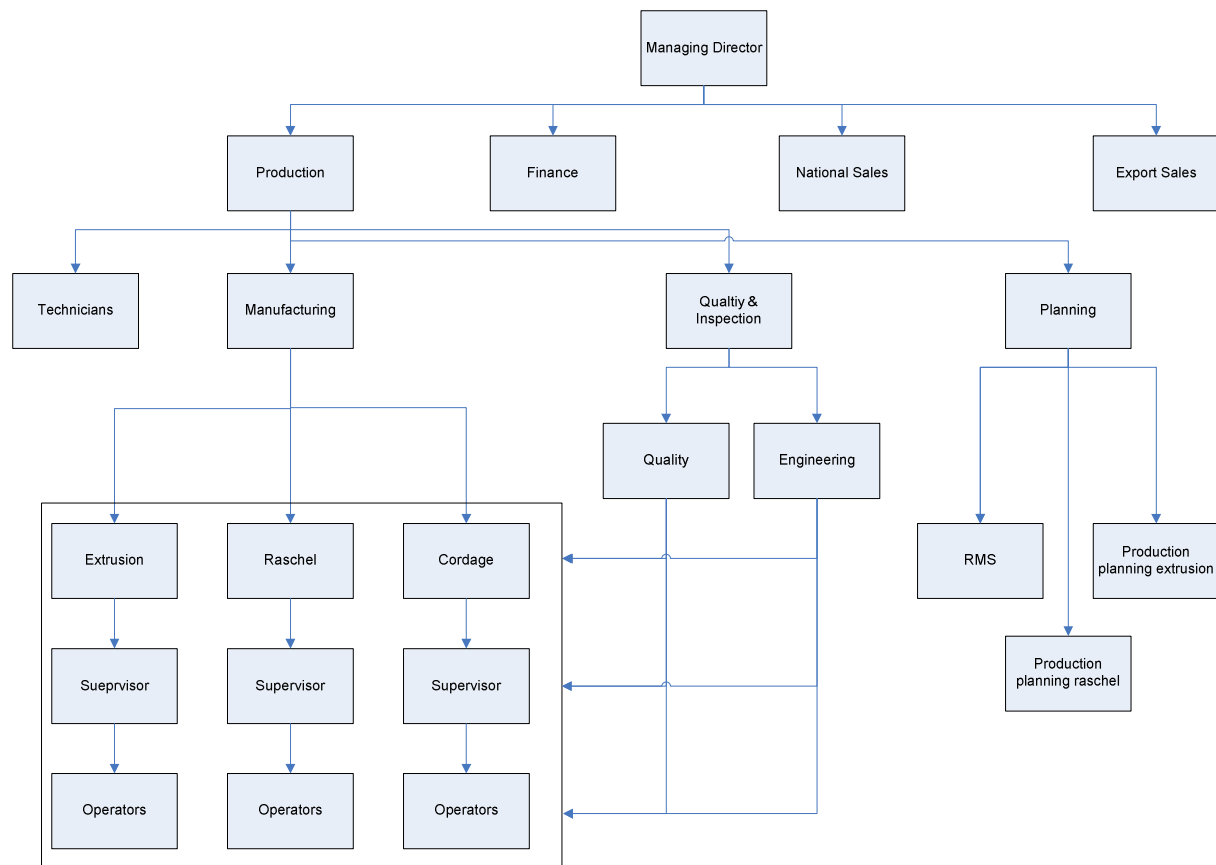 Managing Director
Production
Finance
National Sales
Export Sales
Technicians
Manufacturing
Qualtiy &
Inspection
Planning
Quality
Engineering
Extrusion
Raschel
Cordage
RMS
Production
planning extrusion
Sueprvisor
Supervisor
Supervisor
Production
planning raschel
Operators
Operators
Operators